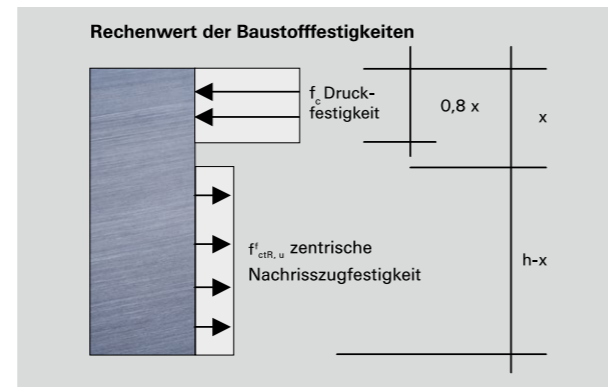 Rechenwert der Baustofffestigkeiten
f_c Druck-
festigkeit
0,8 x
x
f^f_ctR, u zentrische
Nachrisszugfestigkeit
h-x